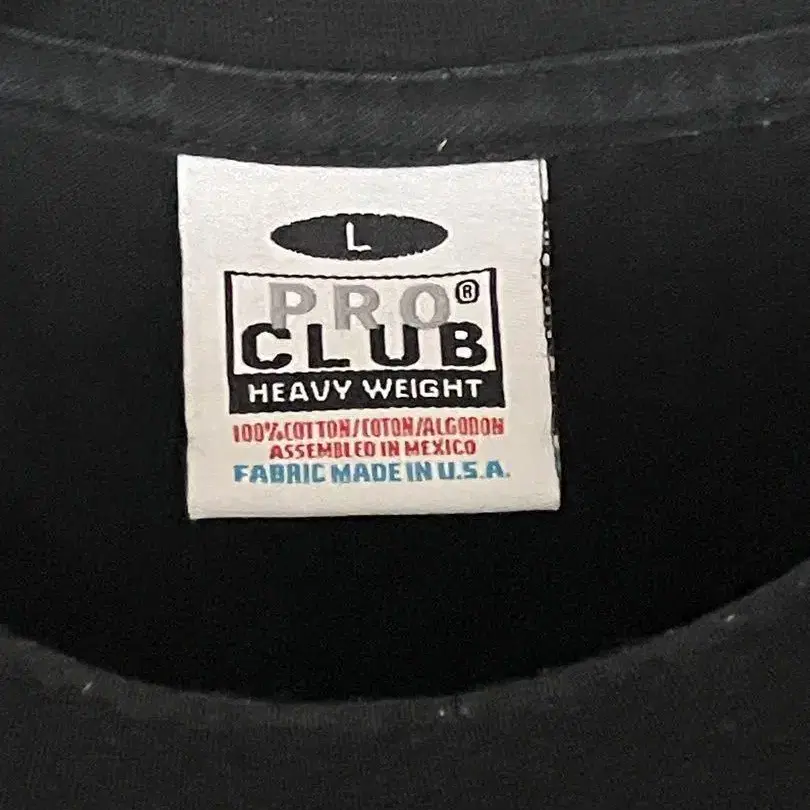 L
PRO®
CLUB
HEAVY WEIGHT
100% COTTON/COTON/ALGODON
ASSEMBLED IN MEXICO
FABRIC MADE IN U.S.A.